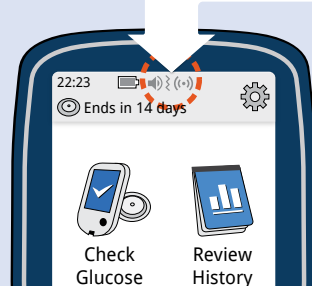 22:23
Ends in 14 days
Check
Glucose
Review
History